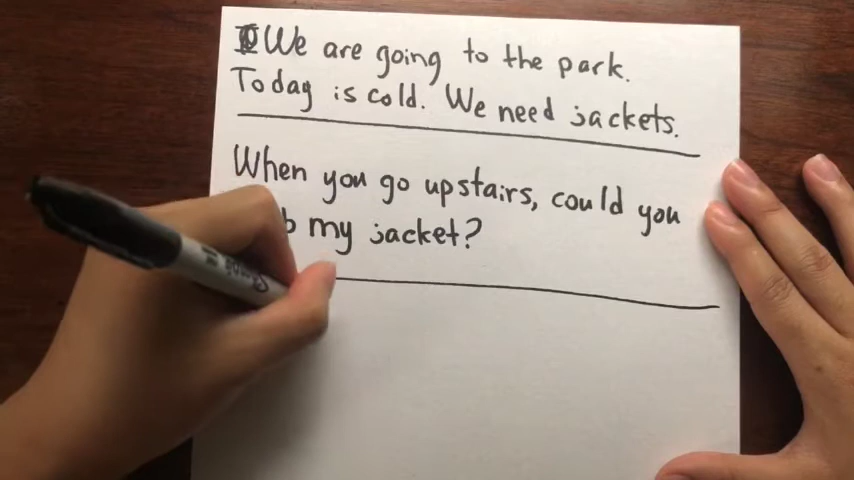 We are going to the park.
Today is cold. We need jackets.
When you go upstairs, could you
my jacket?
Sharpie